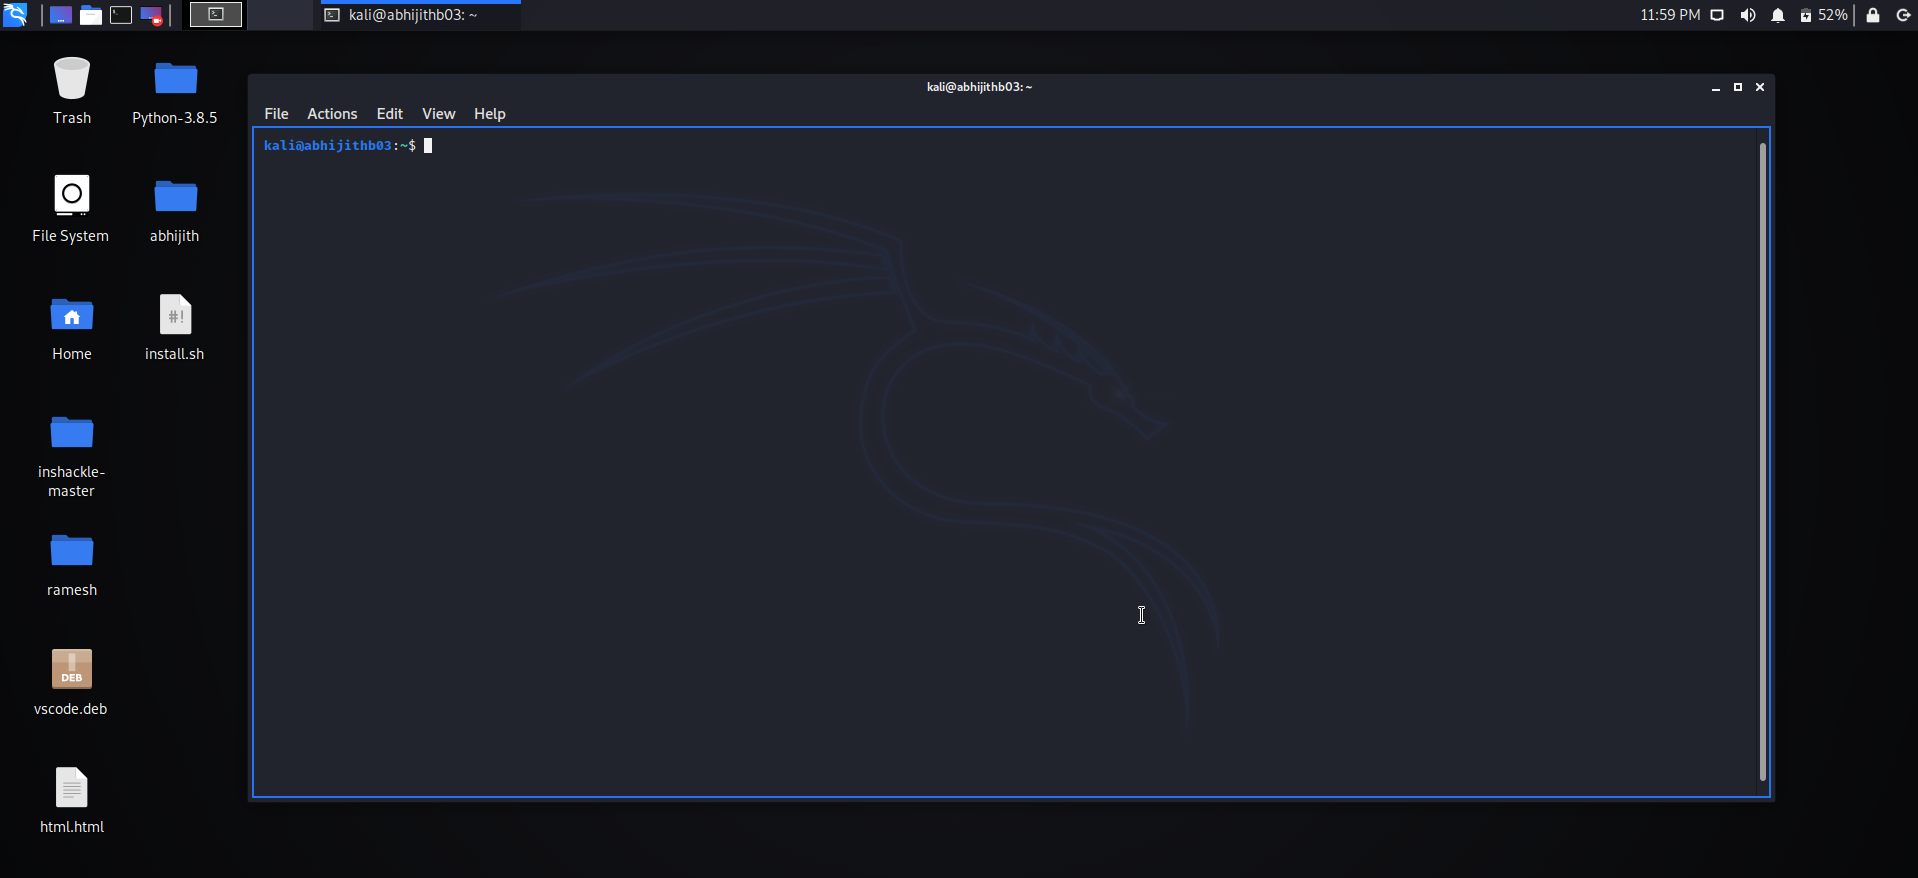 kali@abhijithb03: ~
11:59 PM
52%
Trash
Python-3.8.5
File System
abhijith
Home
#!
install.sh
inshackle-
master
ramesh
DEB
vscode.deb
html.html
kali@abhijithb03: ~
File Actions Edit View Help
kali@abhijithb03:~$